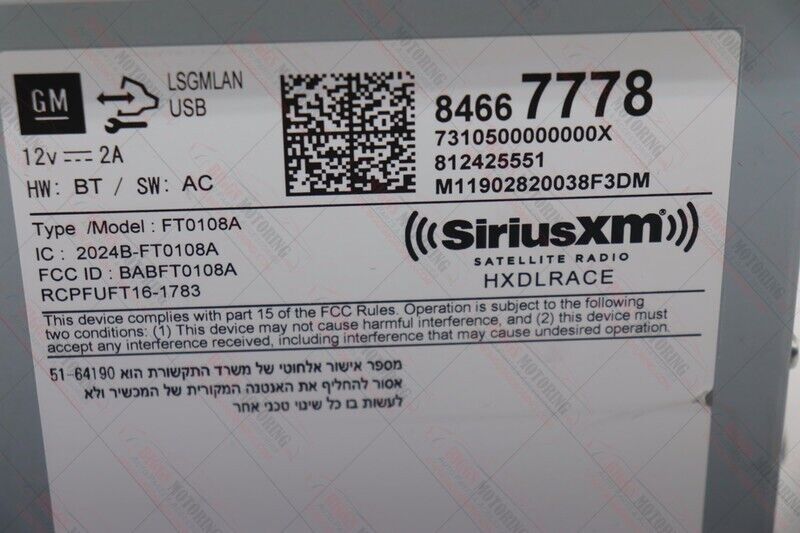 GM
LSGMLAN
USB
12v 2A
HW: BT / SW: AC
8466 7778
7310500000000X
812425551
M11902820038F3DM
Type /Model : FT0108A
IC : 2024B-FT0108A
FCC ID : BABFT0108A
RCPFUFT16-1783
SiriusXM
SATELLITE RADIO
HXDLRACE
This device complies with part 15 of the FCC Rules. Operation is subject to the following
two conditions: (1) This device may not cause harmful interference, and (2) this device must
accept any interference received, including interference that may cause undesired operation.
מספר אישור אלחוטי של משרד התקשורת הוא 51-64190
אסור להחליף את האנטנה המקורית של המכשיר ולא
לעשות בו כל שינוי טכני אחר